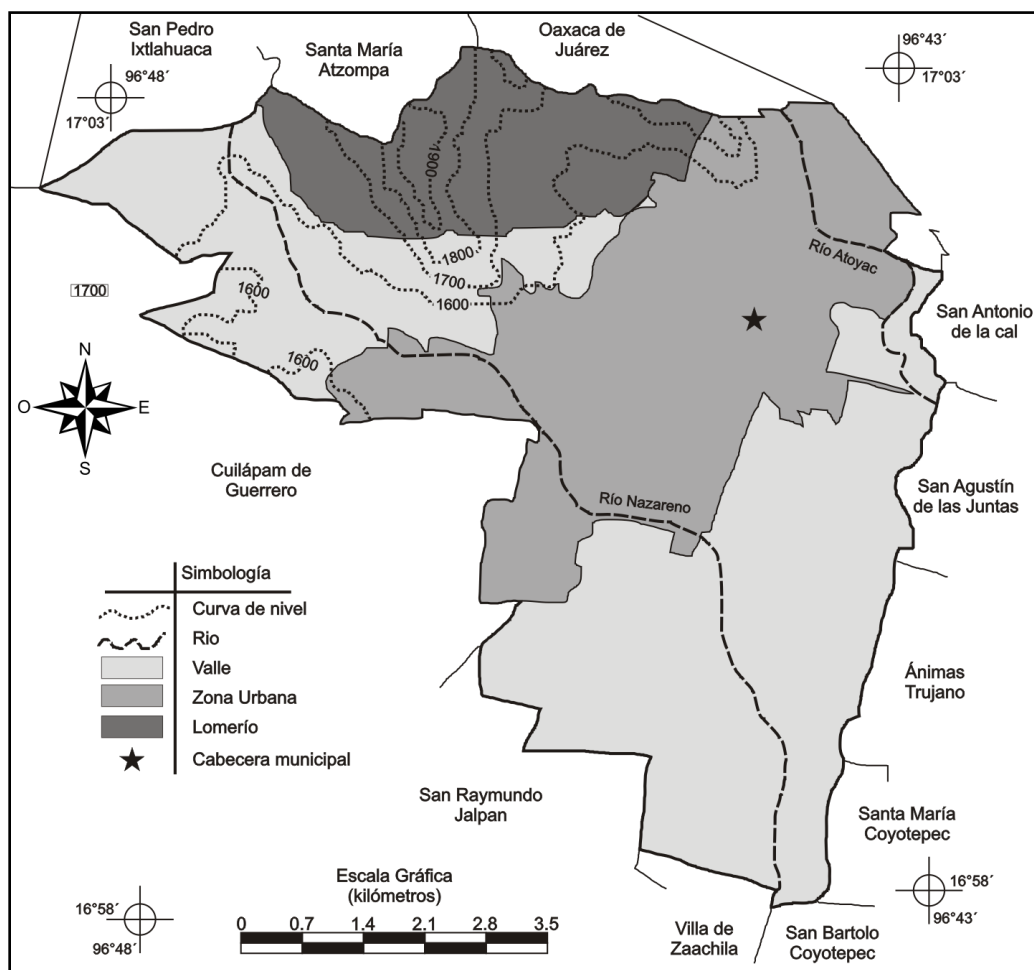 San Pedro
Ixtlahuaca
Santa María
Atzompa
Oaxaca de
Juárez
96°48´
17°03´
96°43´
17°03´
1900
1800
1700
1600
1600
1600
1700
Río Atoyac
San Antonio
de la cal
N
O
E
S
Cuilápam de
Guerrero
Río Nazareno
San Agustín
de las Juntas
Simbología
Curva de nivel
Rio
Valle
Zona Urbana
Lomerío
Cabecera municipal
Ánimas
Trujano
San Raymundo
Jalpan
Santa María
Coyotepec
Escala Gráfica
(kilómetros)
0 0.7 1.4 2.1 2.8 3.5
16°58´
96°48´
16°58´
96°43´
Villa de
Zaachila
San Bartolo
Coyotepec